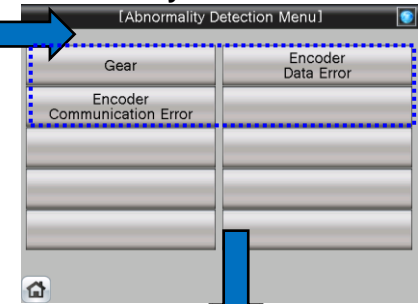 [Abnormality Detection Menu]
Gear
Encoder
Data Error
Encoder
Communication Error